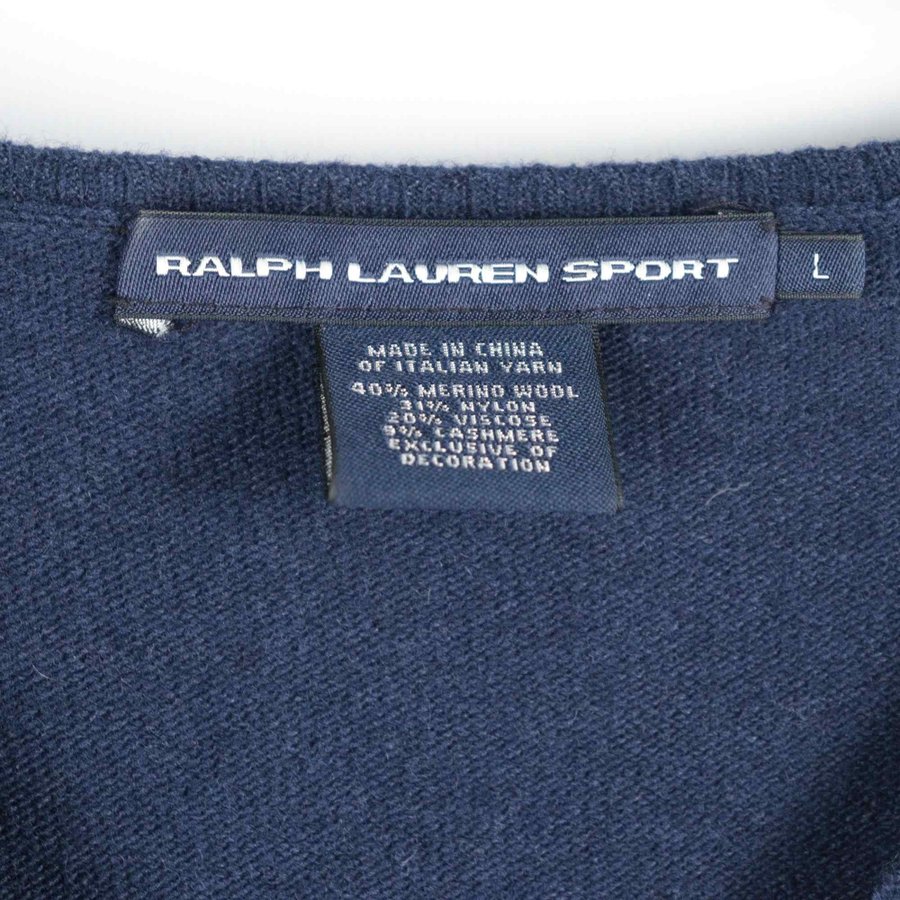 RALPH LAUREN SPORT
L
MADE IN CHINA
OF ITALIAN YARN
40% MERINO WOOL
31% NYLON
20% VISCOSE
9% CASHMERE
EXCLUSIVE OF
DECORATION